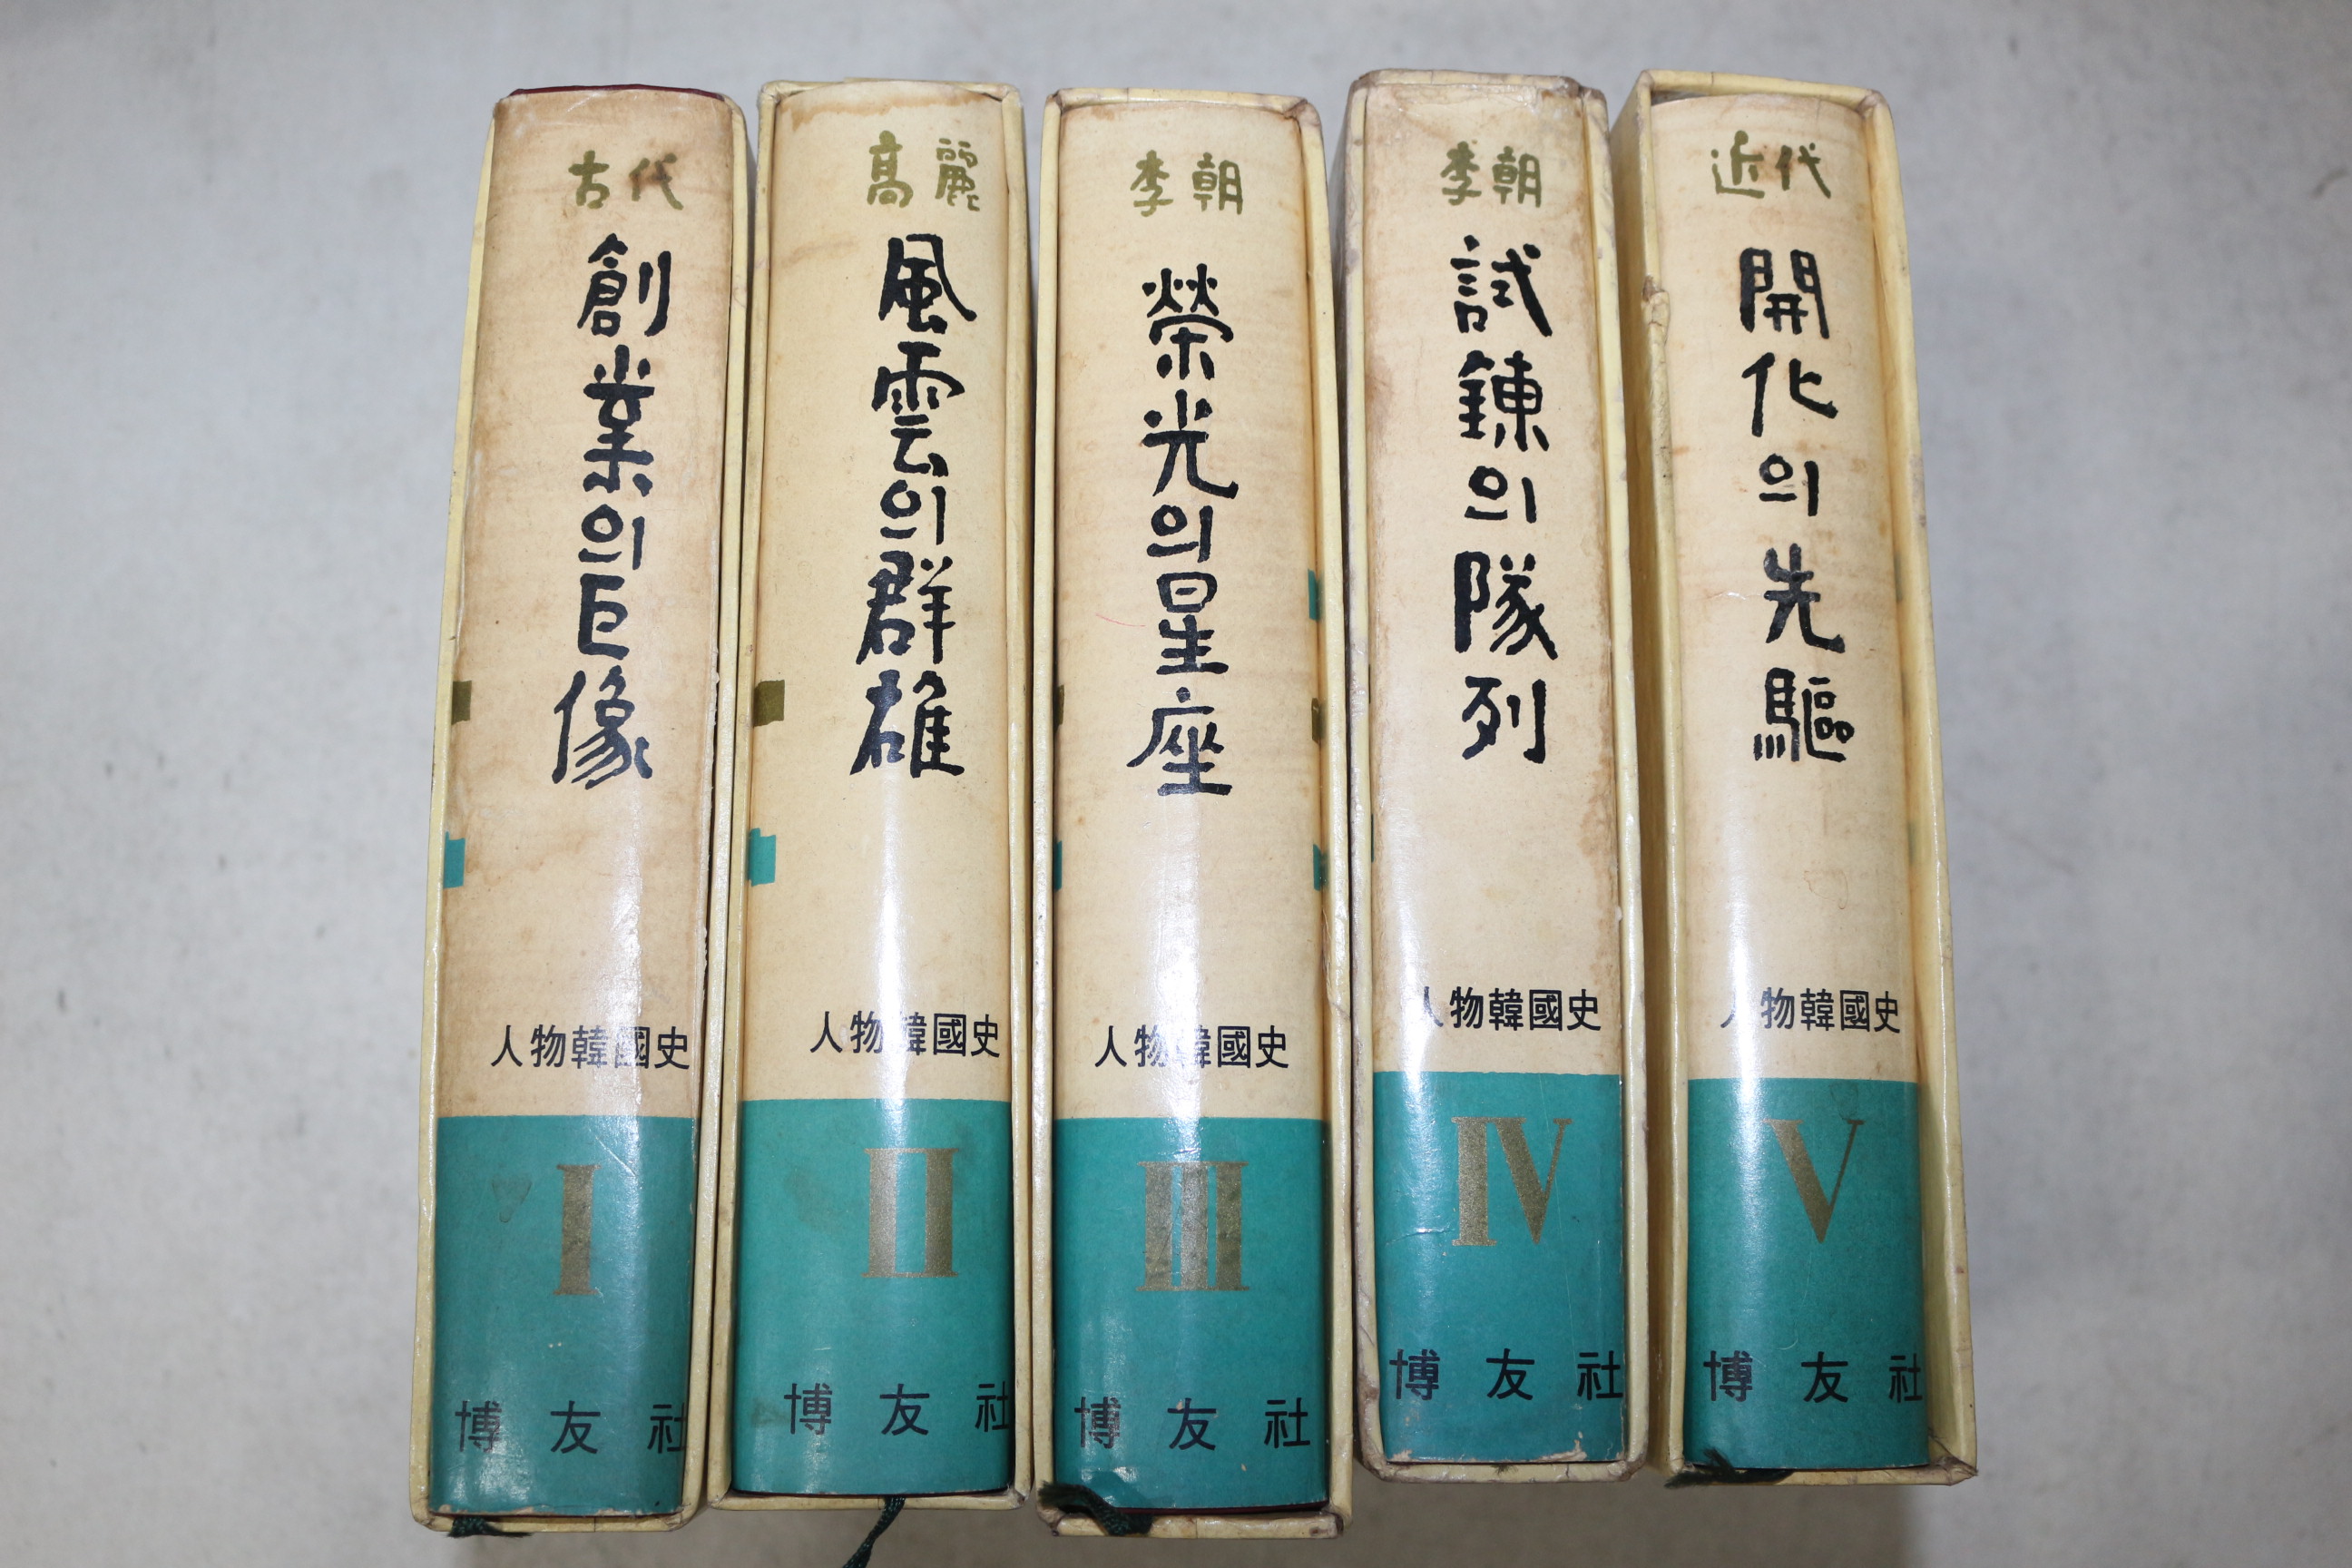 古代
創業의巨像
人物韓國史
I
博友社
高麗
風雲의群雄
人物韓國史
II
博友社
李朝
榮光의星座
人物韓國史
III
博友社
李朝
試鍊의隊列
人物韓國史
IV
博友社
近代
開化의先驅
人物韓國史
V
博友社